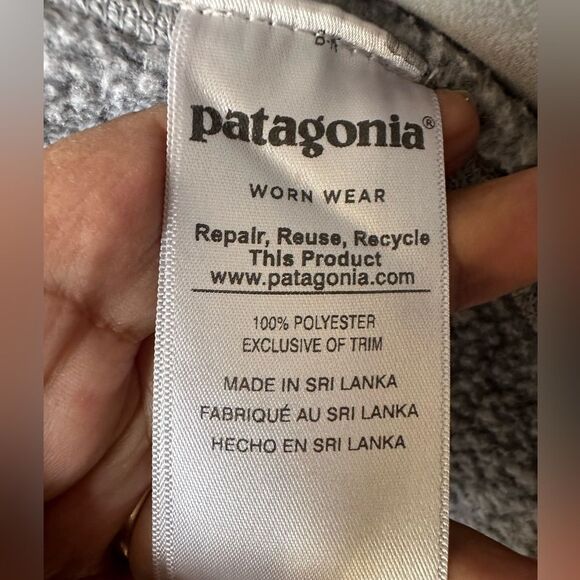 patagonia®
WORN WEAR
Repair, Reuse, Recycle
This Product
www.patagonia.com
100% POLYESTER
EXCLUSIVE OF TRIM
MADE IN SRI LANKA
FABRIQUÉ AU SRI LANKA
HECHO EN SRI LANKA